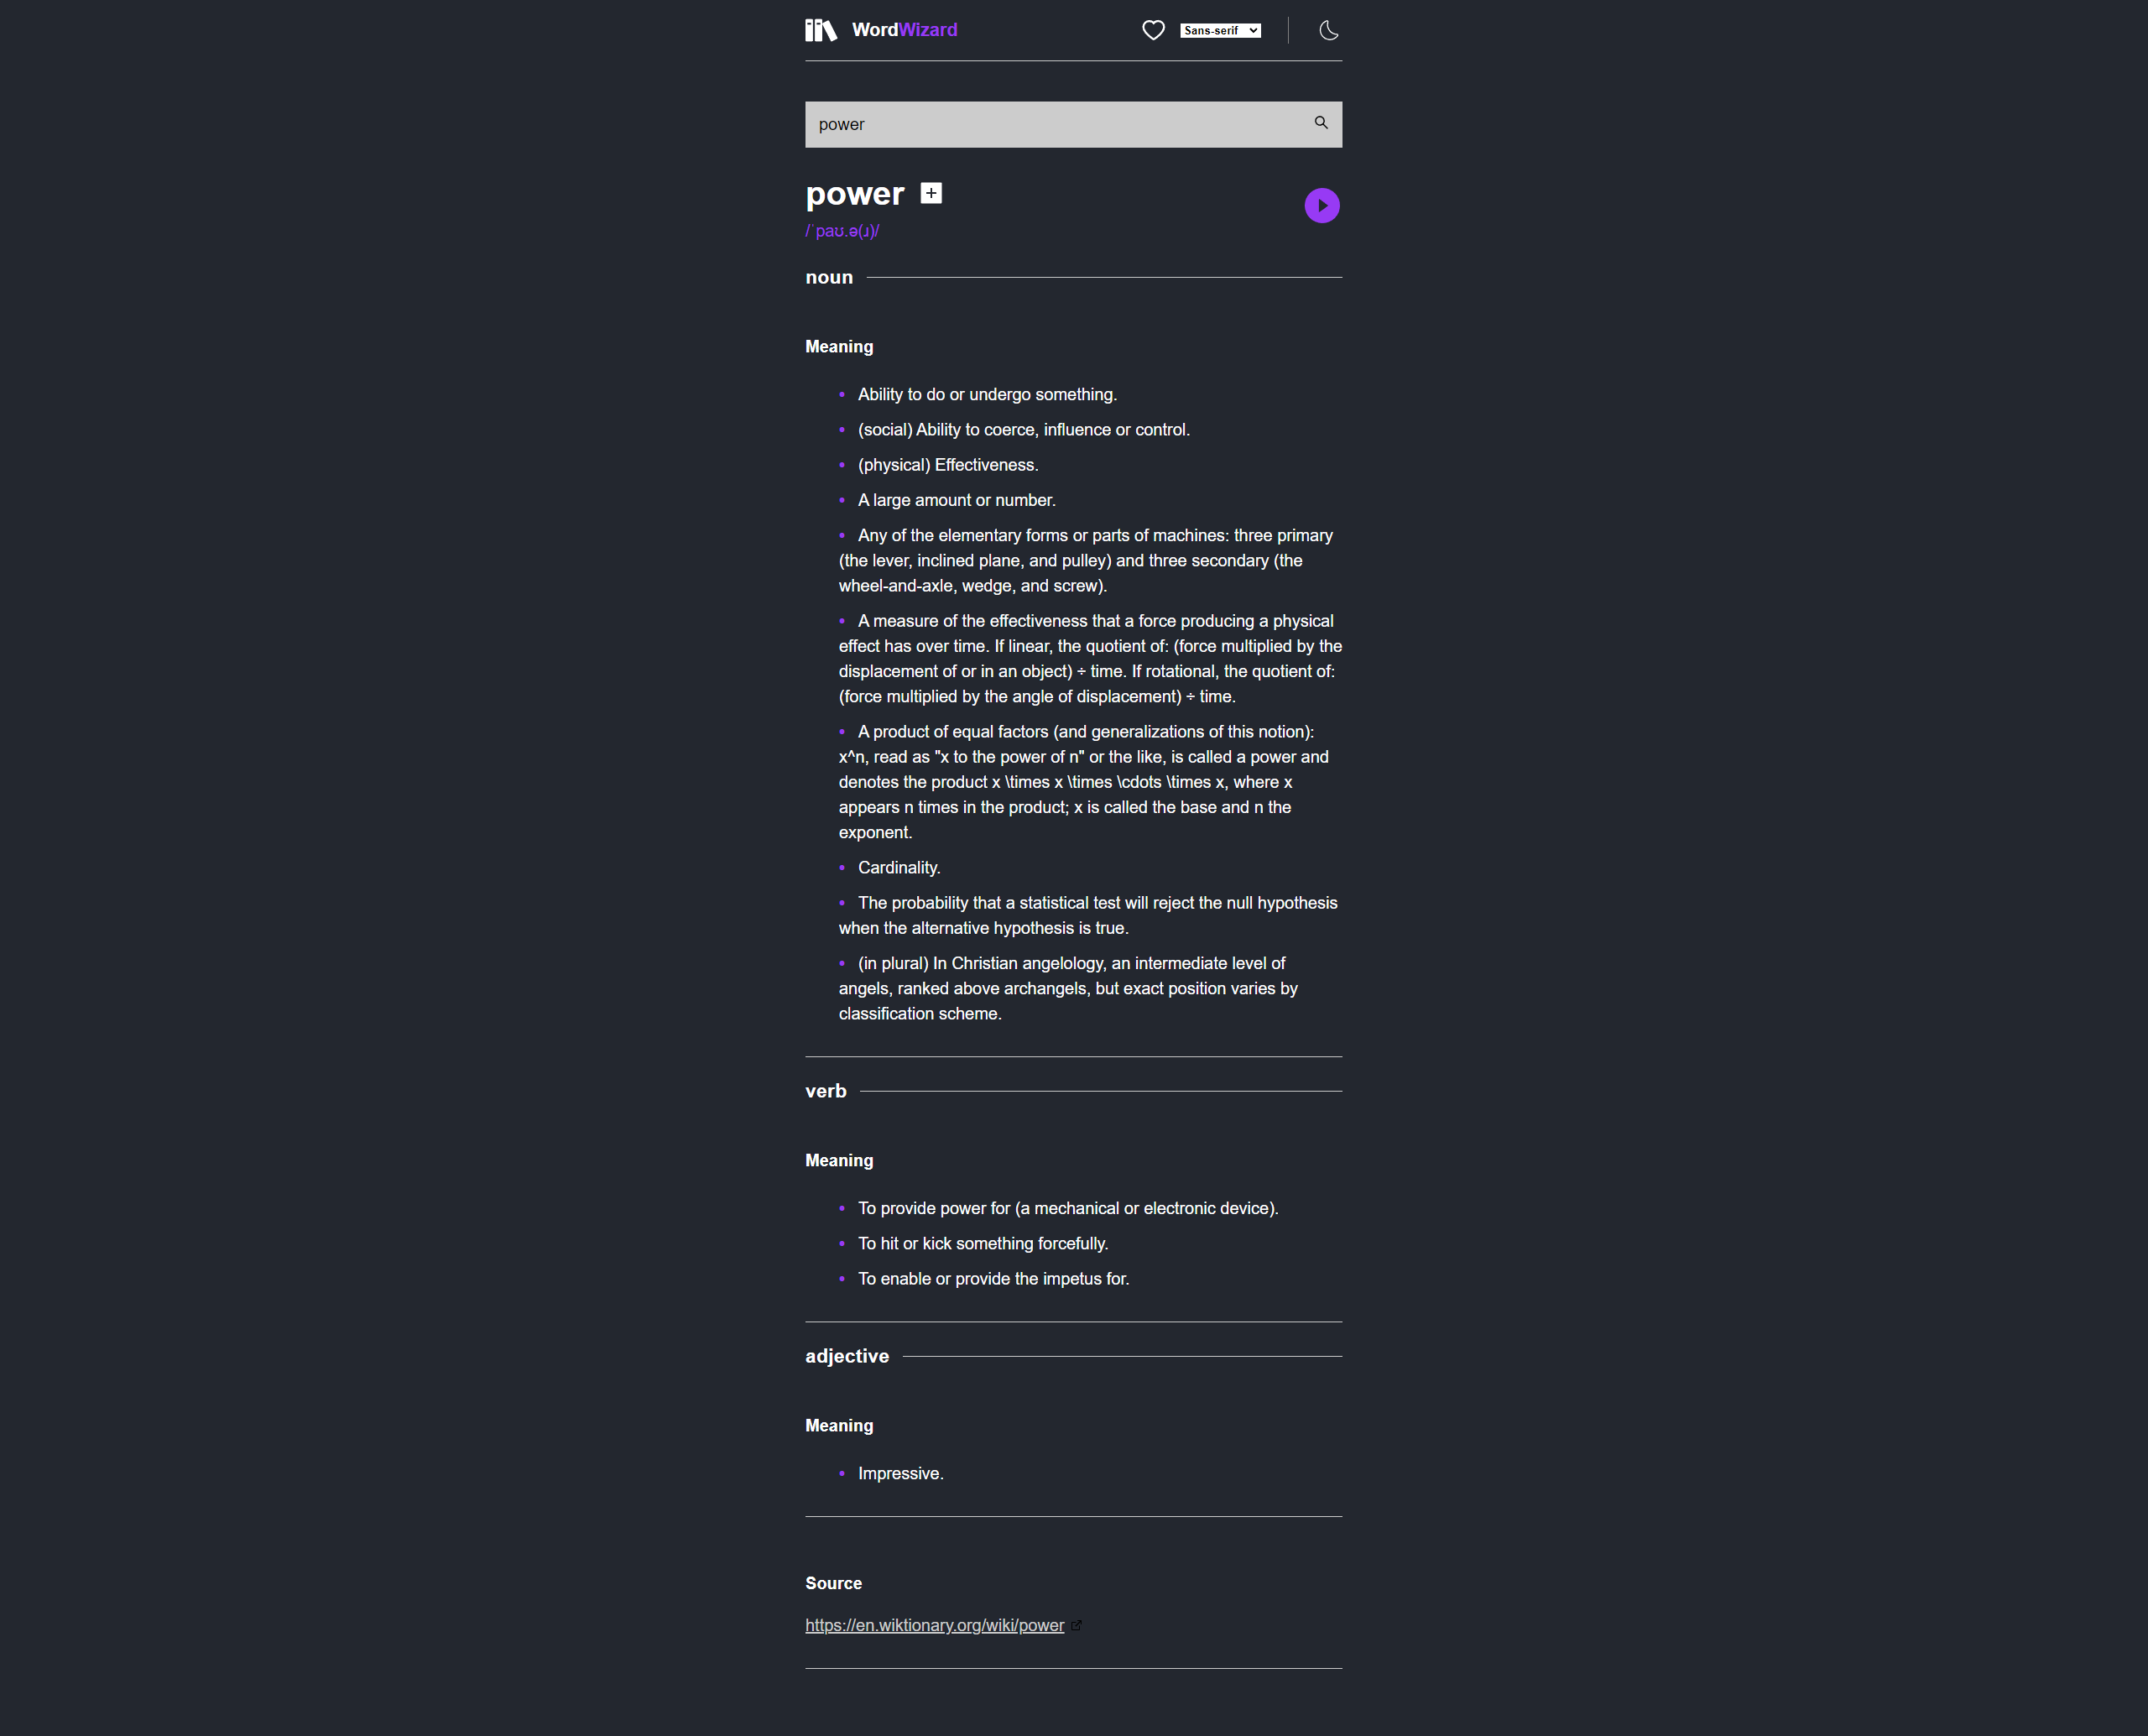 WordWizard
Sans-serif
power
power
/ˈpaʊ.ə(ɹ)/
noun
Meaning
• Ability to do or undergo something.
• (social) Ability to coerce, influence or control.
• (physical) Effectiveness.
• A large amount or number.
• Any of the elementary forms or parts of machines: three primary
(the lever, inclined plane, and pulley) and three secondary (the
wheel-and-axle, wedge, and screw).
• A measure of the effectiveness that a force producing a physical
effect has over time. If linear, the quotient of: (force multiplied by the
displacement of or in an object) ÷ time. If rotational, the quotient of:
(force multiplied by the angle of displacement) ÷ time.
• A product of equal factors (and generalizations of this notion):
x^n, read as "x to the power of n" or the like, is called a power and
denotes the product x \times x \times \cdots \times x, where x
appears n times in the product; x is called the base and n the
exponent.
• Cardinality.
• The probability that a statistical test will reject the null hypothesis
when the alternative hypothesis is true.
• (in plural) In Christian angelology, an intermediate level of
angels, ranked above archangels, but exact position varies by
classification scheme.
verb
Meaning
• To provide power for (a mechanical or electronic device).
• To hit or kick something forcefully.
• To enable or provide the impetus for.
adjective
Meaning
• Impressive.
Source
https://en.wiktionary.org/wiki/power